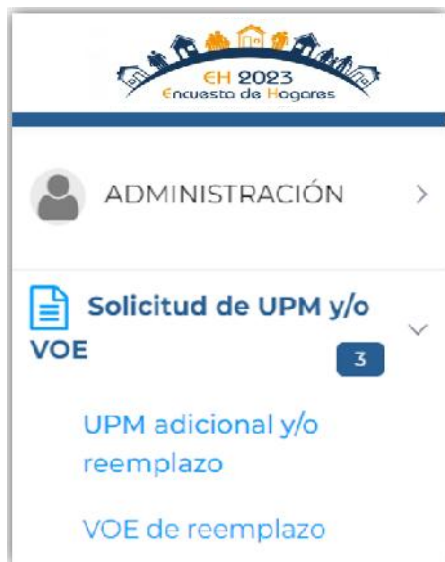 EH 2023
Encuesta de Hogares
ADMINISTRACIÓN
Solicitud de UPM y/o
VOE
3
UPM adicional y/o
reemplazo
VOE de reemplazo